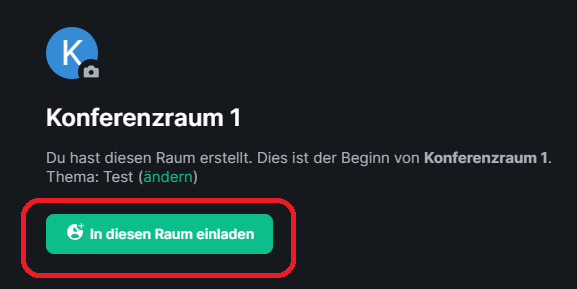 K
Konferenzraum 1
Du hast diesen Raum erstellt. Dies ist der Beginn von Konferenzraum 1.
Thema: Test (ändern)
In diesen Raum einladen